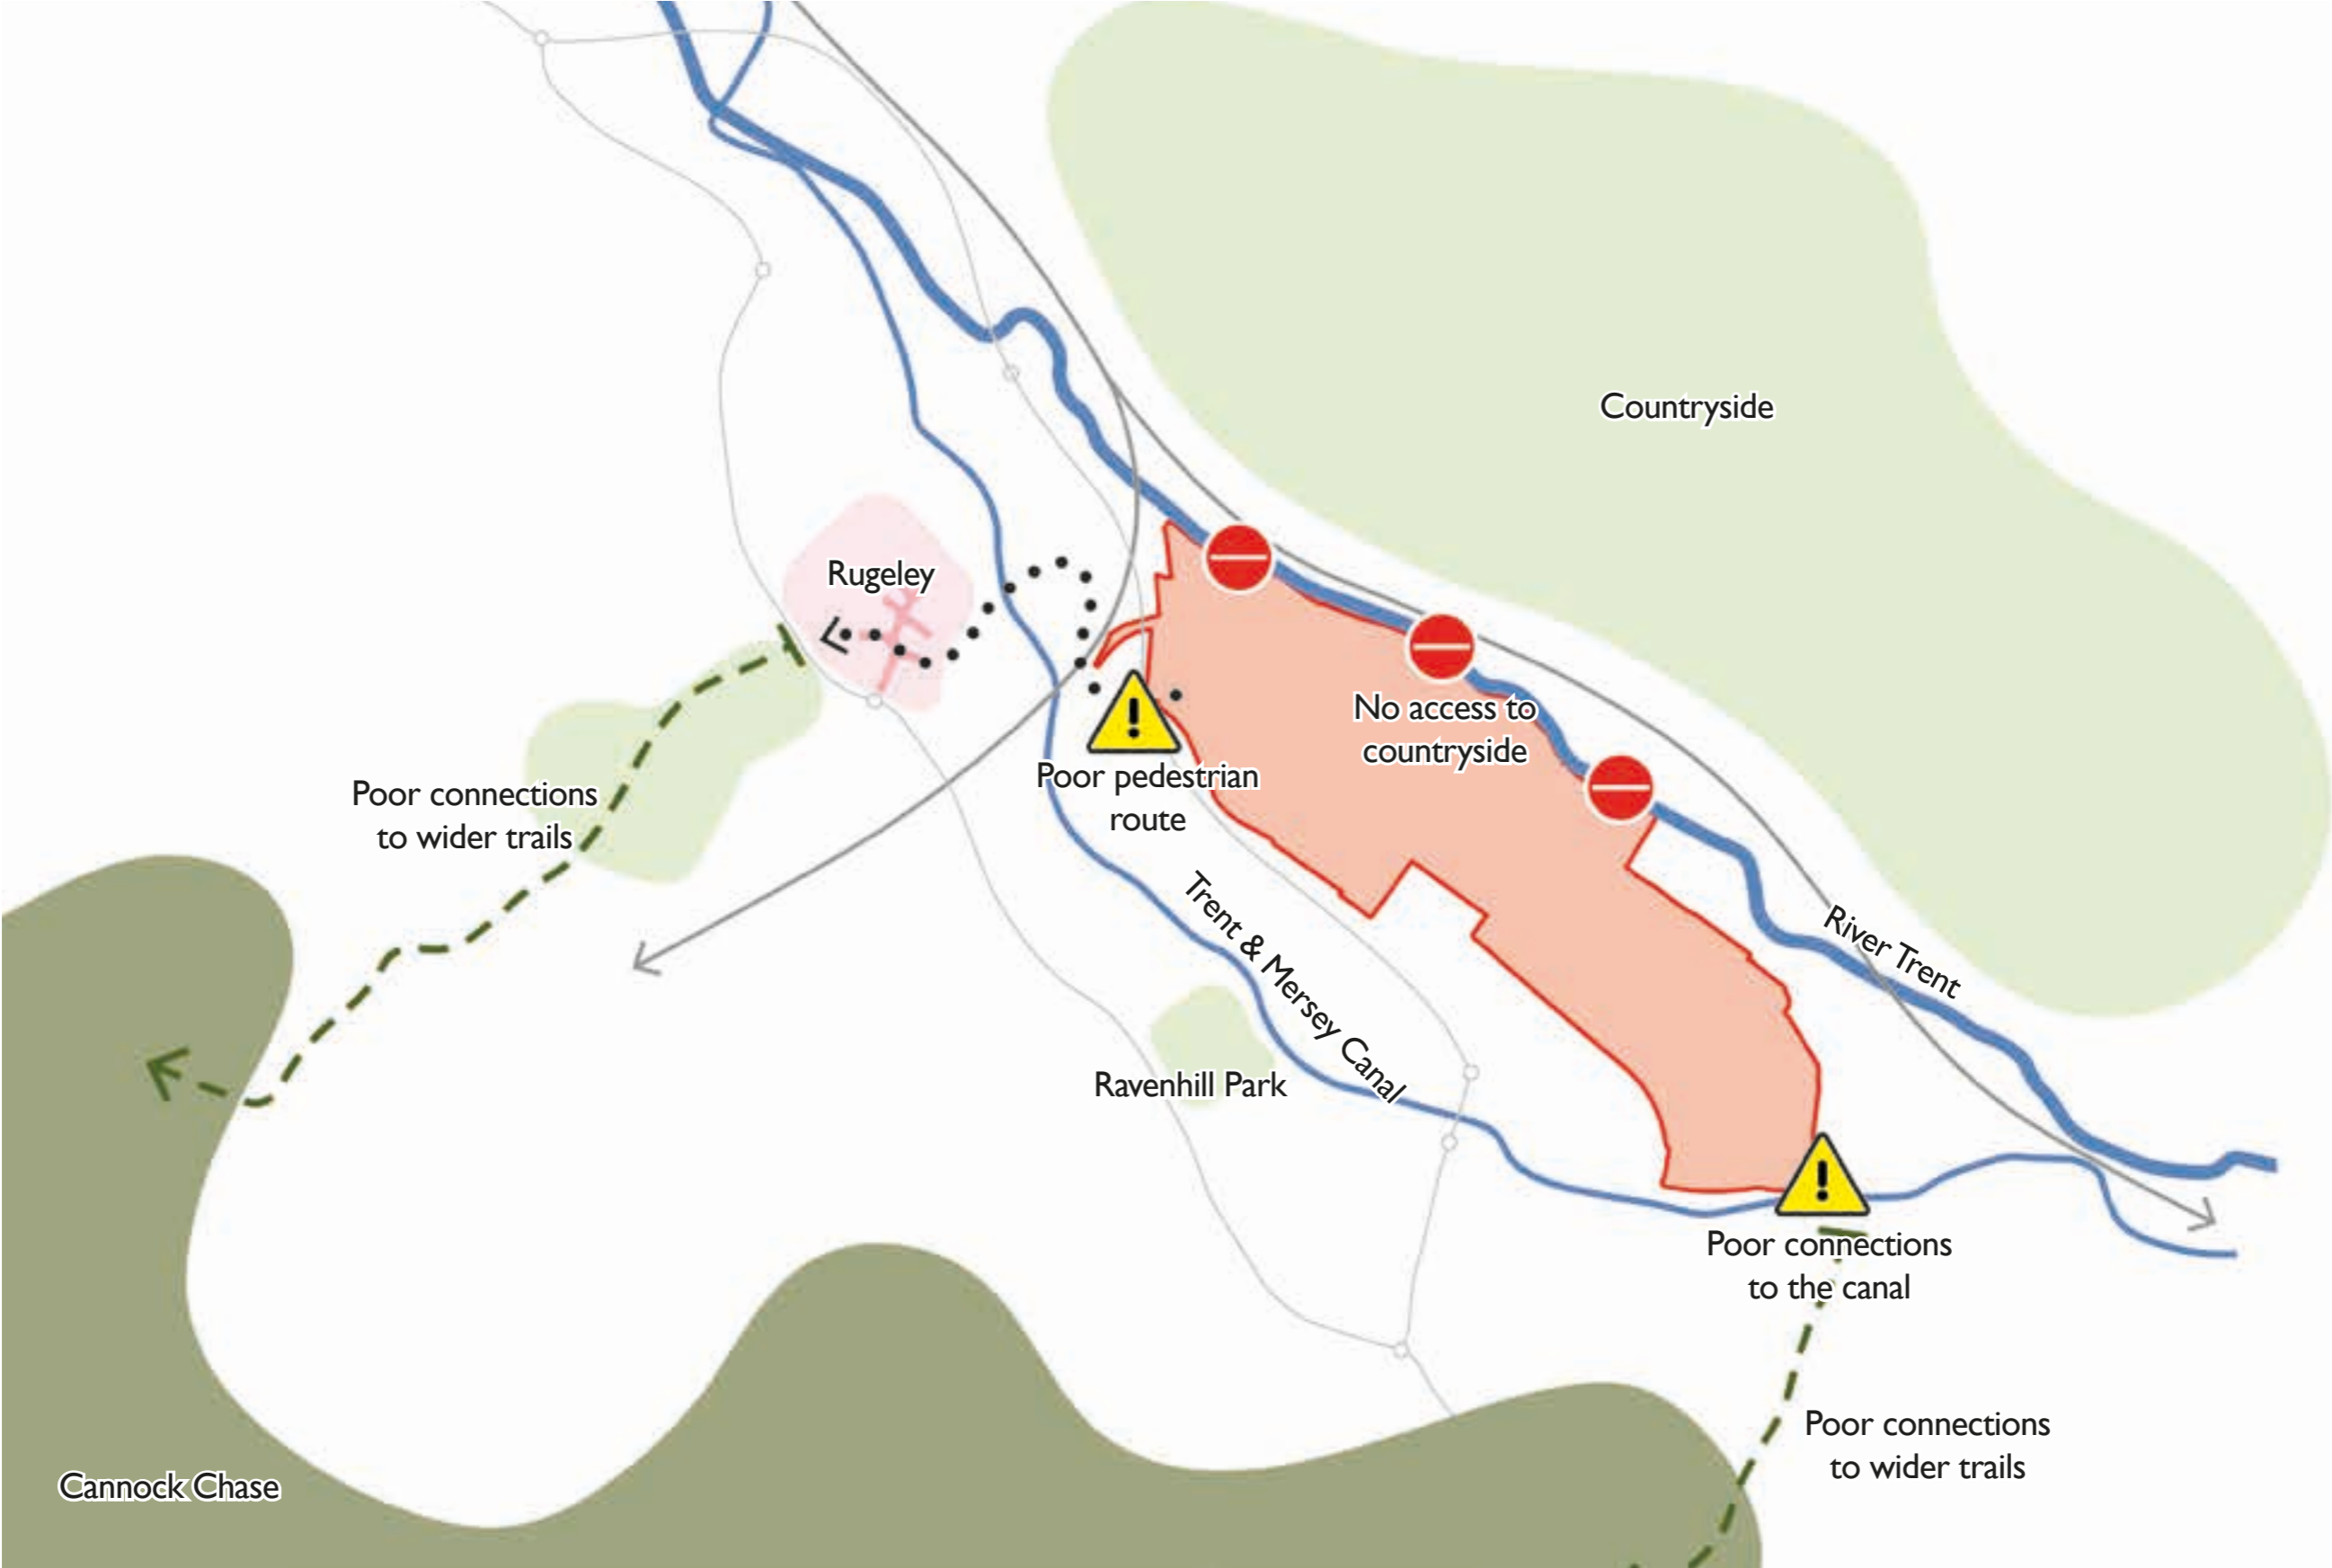 Countryside
Rugeley
No access to
countryside
Poor pedestrian
route
Poor connections
to wider trails
Trent & Mersey Canal
River Trent
Ravenhill Park
Poor connections
to the canal
Poor connections
to wider trails
Cannock Chase